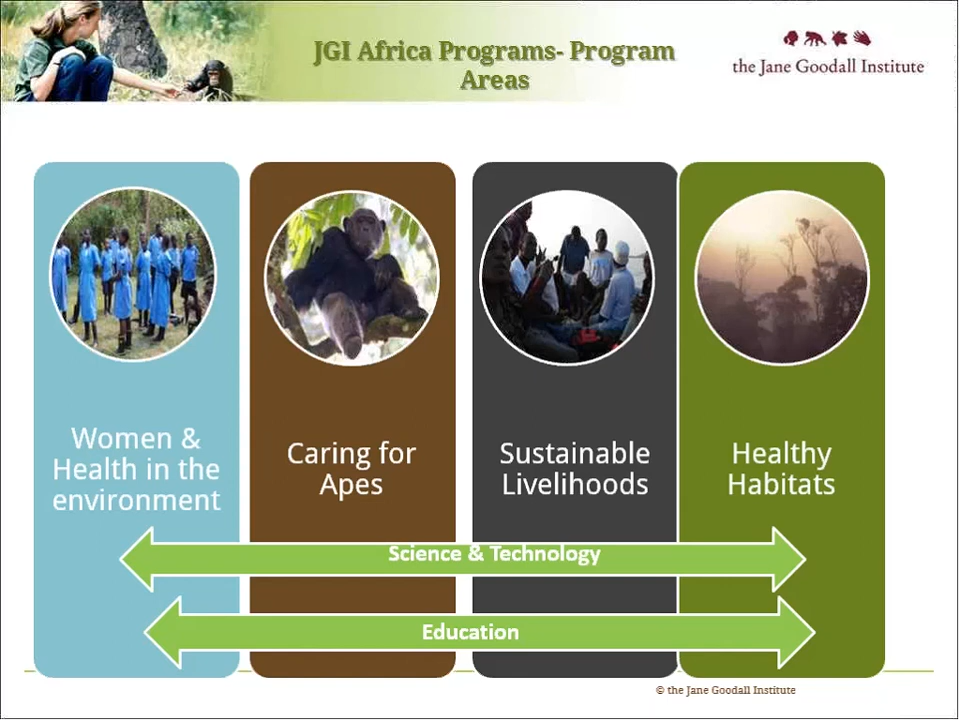 JGI Africa Programs- Program
Areas
the Jane Goodall Institute
Women &
Health in the
environment
Caring for
Apes
Sustainable
Livelihoods
Healthy
Habitats
Science & Technology
Education
© the Jane Goodall Institute